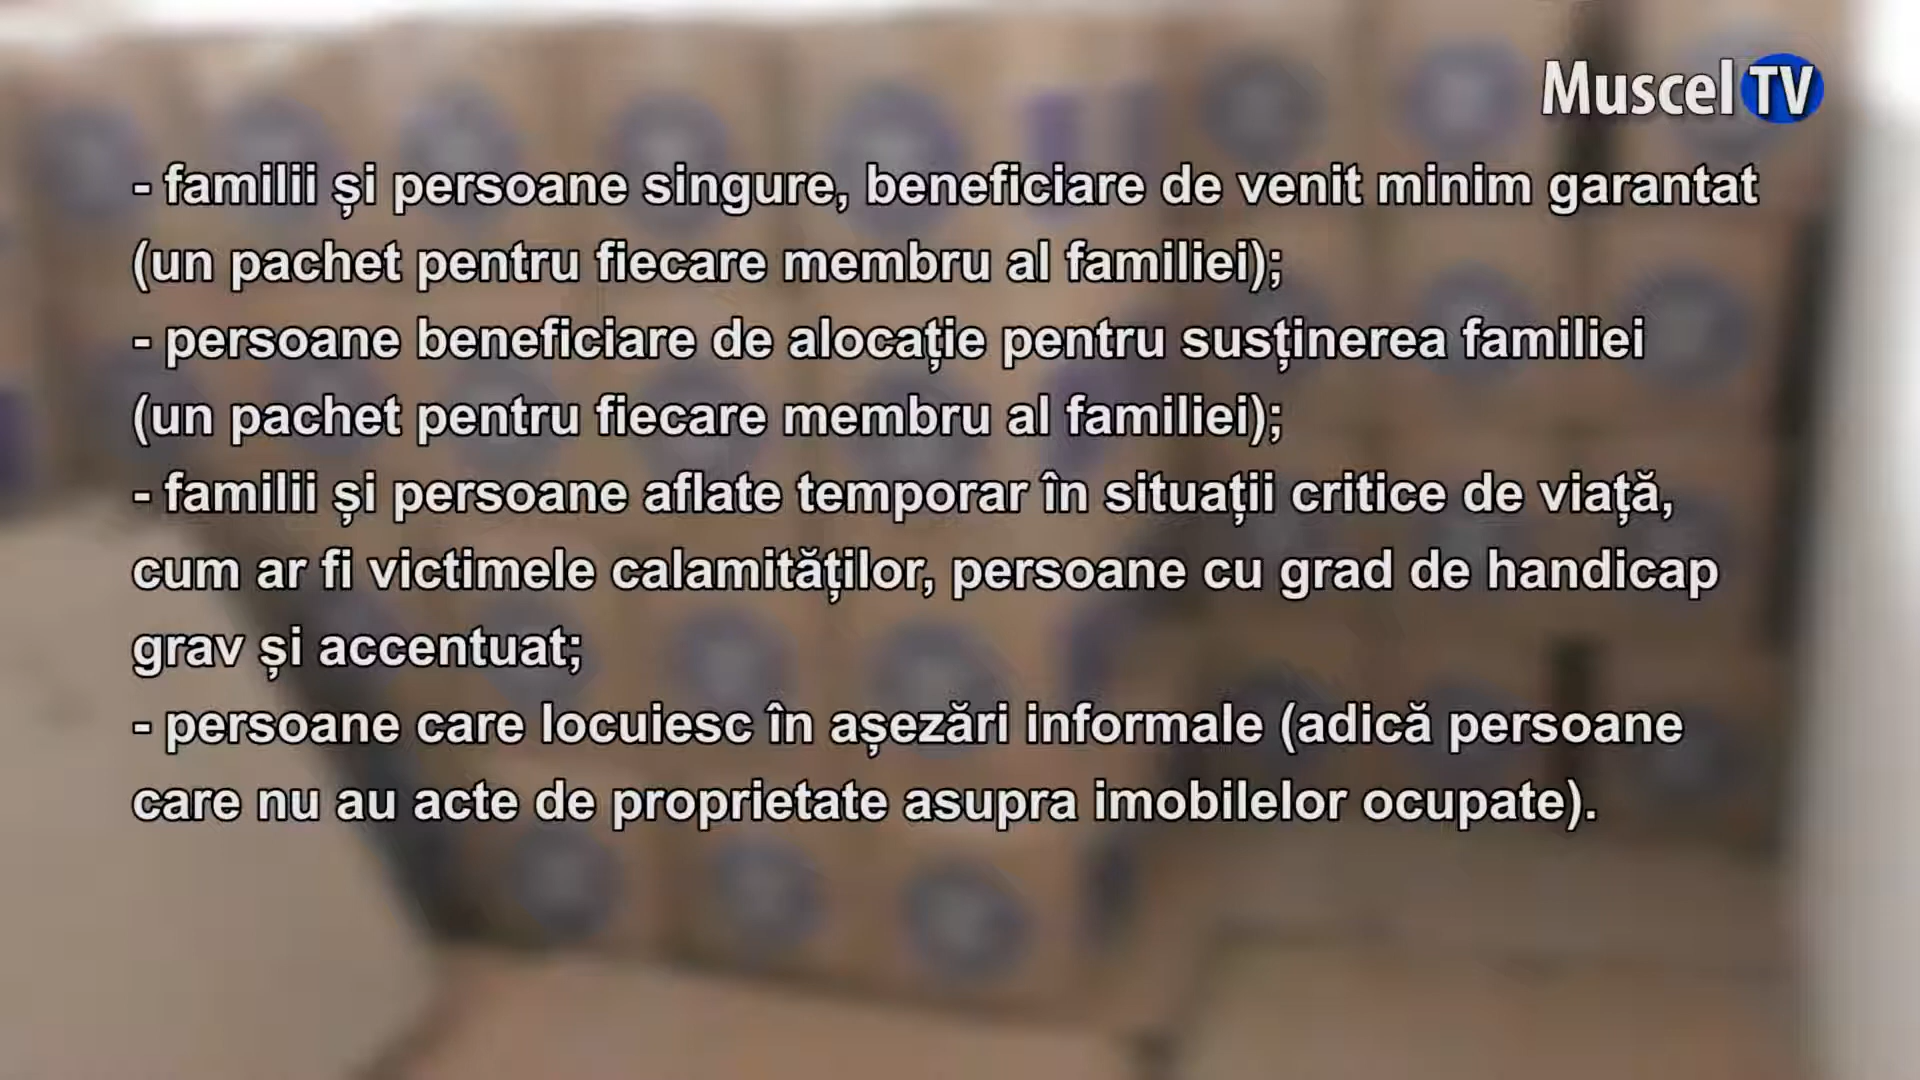 Muscel TV
- familii și persoane singure, beneficiare de venit minim garantat
(un pachet pentru fiecare membru al familiei);
- persoane beneficiare de alocație pentru susținerea familiei
(un pachet pentru fiecare membru al familiei);
- familii și persoane aflate temporar în situații critice de viață,
cum ar fi victimele calamităților, persoane cu grad de handicap
grav și accentuat;
- persoane care locuiesc în așezări informale (adică persoane
care nu au acte de proprietate asupra imobilelor ocupate).